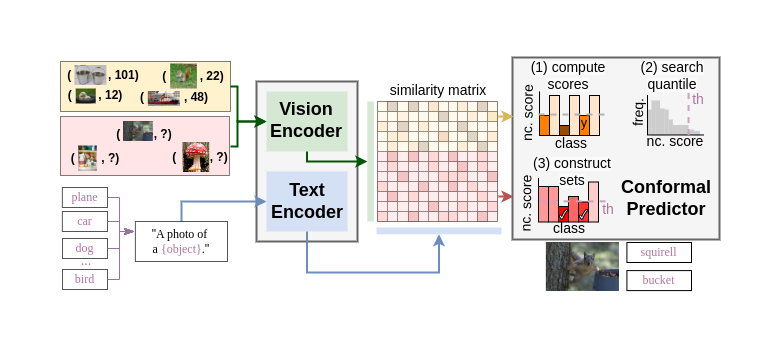 ( , 101)
( , 22)
( , 12)
( , 48)
( , ?)
( , ?)
( , ?)
plane
car
dog
...
bird
"A photo of
a {object}."
Vision
Encoder
Text
Encoder
similarity matrix
(1) compute
scores
nc. score
y
class
(2) search
quantile
th
freq.
nc. score
(3) construct
sets
nc. score
th
class
Conformal
Predictor
squirell
bucket